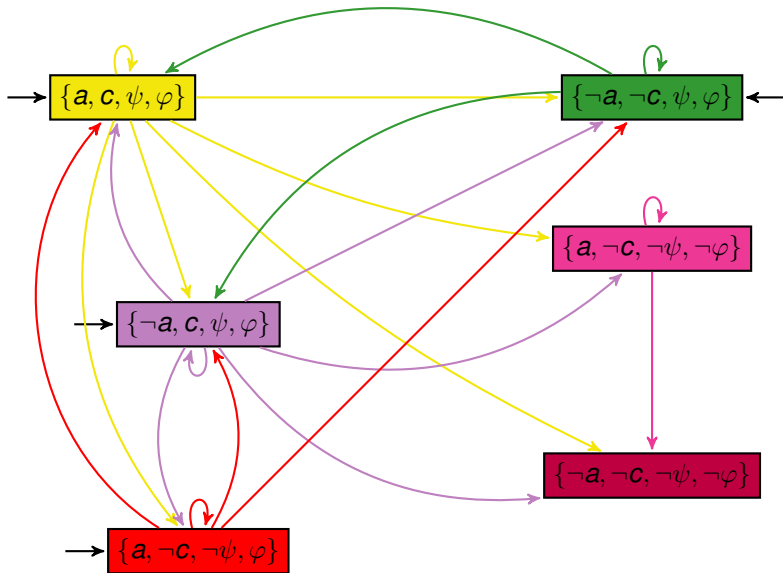 {a, c, ψ, φ}
{¬a, ¬c, ψ, φ}
{a, ¬c, ¬ψ, ¬φ}
{¬a, c, ψ, φ}
{¬a, ¬c, ¬ψ, ¬φ}
{a, ¬c, ¬ψ, φ}